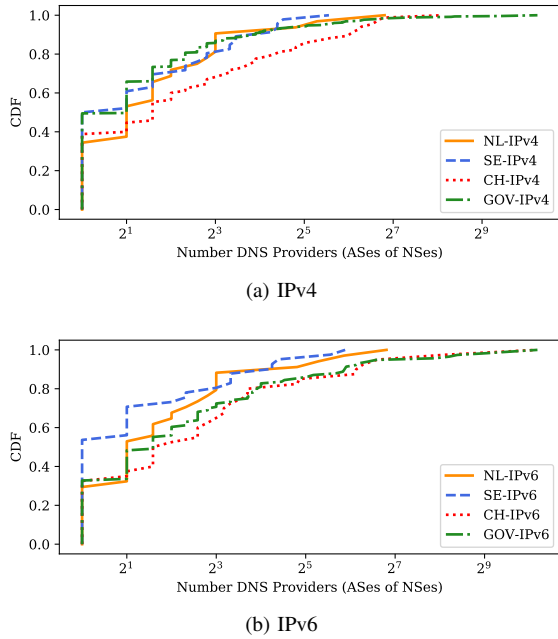 1.0
0.8
0.6
0.4
0.2
0.0
CDF
NL-IPv4
SE-IPv4
CH-IPv4
GOV-IPv4
2^1 2^3 2^5 2^7 2^9
Number DNS Providers (ASes of NSes)
(a) IPv4
1.0
0.8
0.6
0.4
0.2
0.0
CDF
NL-IPv6
SE-IPv6
CH-IPv6
GOV-IPv6
2^1 2^3 2^5 2^7 2^9
Number DNS Providers (ASes of NSes)
(b) IPv6